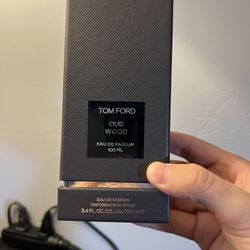 TOM FORD
OUD
WOOD
EAU DE PARFUM
100 ML
EAU DE PARFUM
VAPORISATEUR SPRAY
3.4 FL.OZ./OZ. LIQ./100 ml ℮